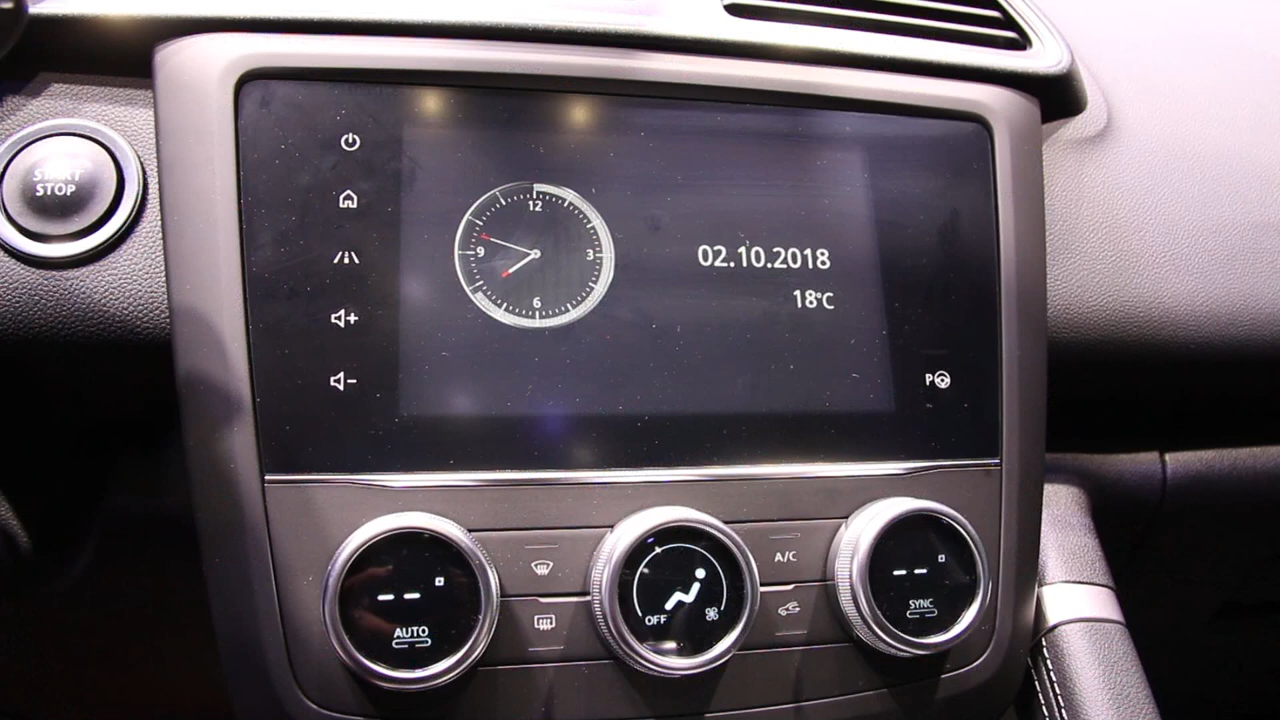 START
STOP
12
9
3
6
02.10.2018
18°C
P
AUTO
OFF
A/C
SYNC